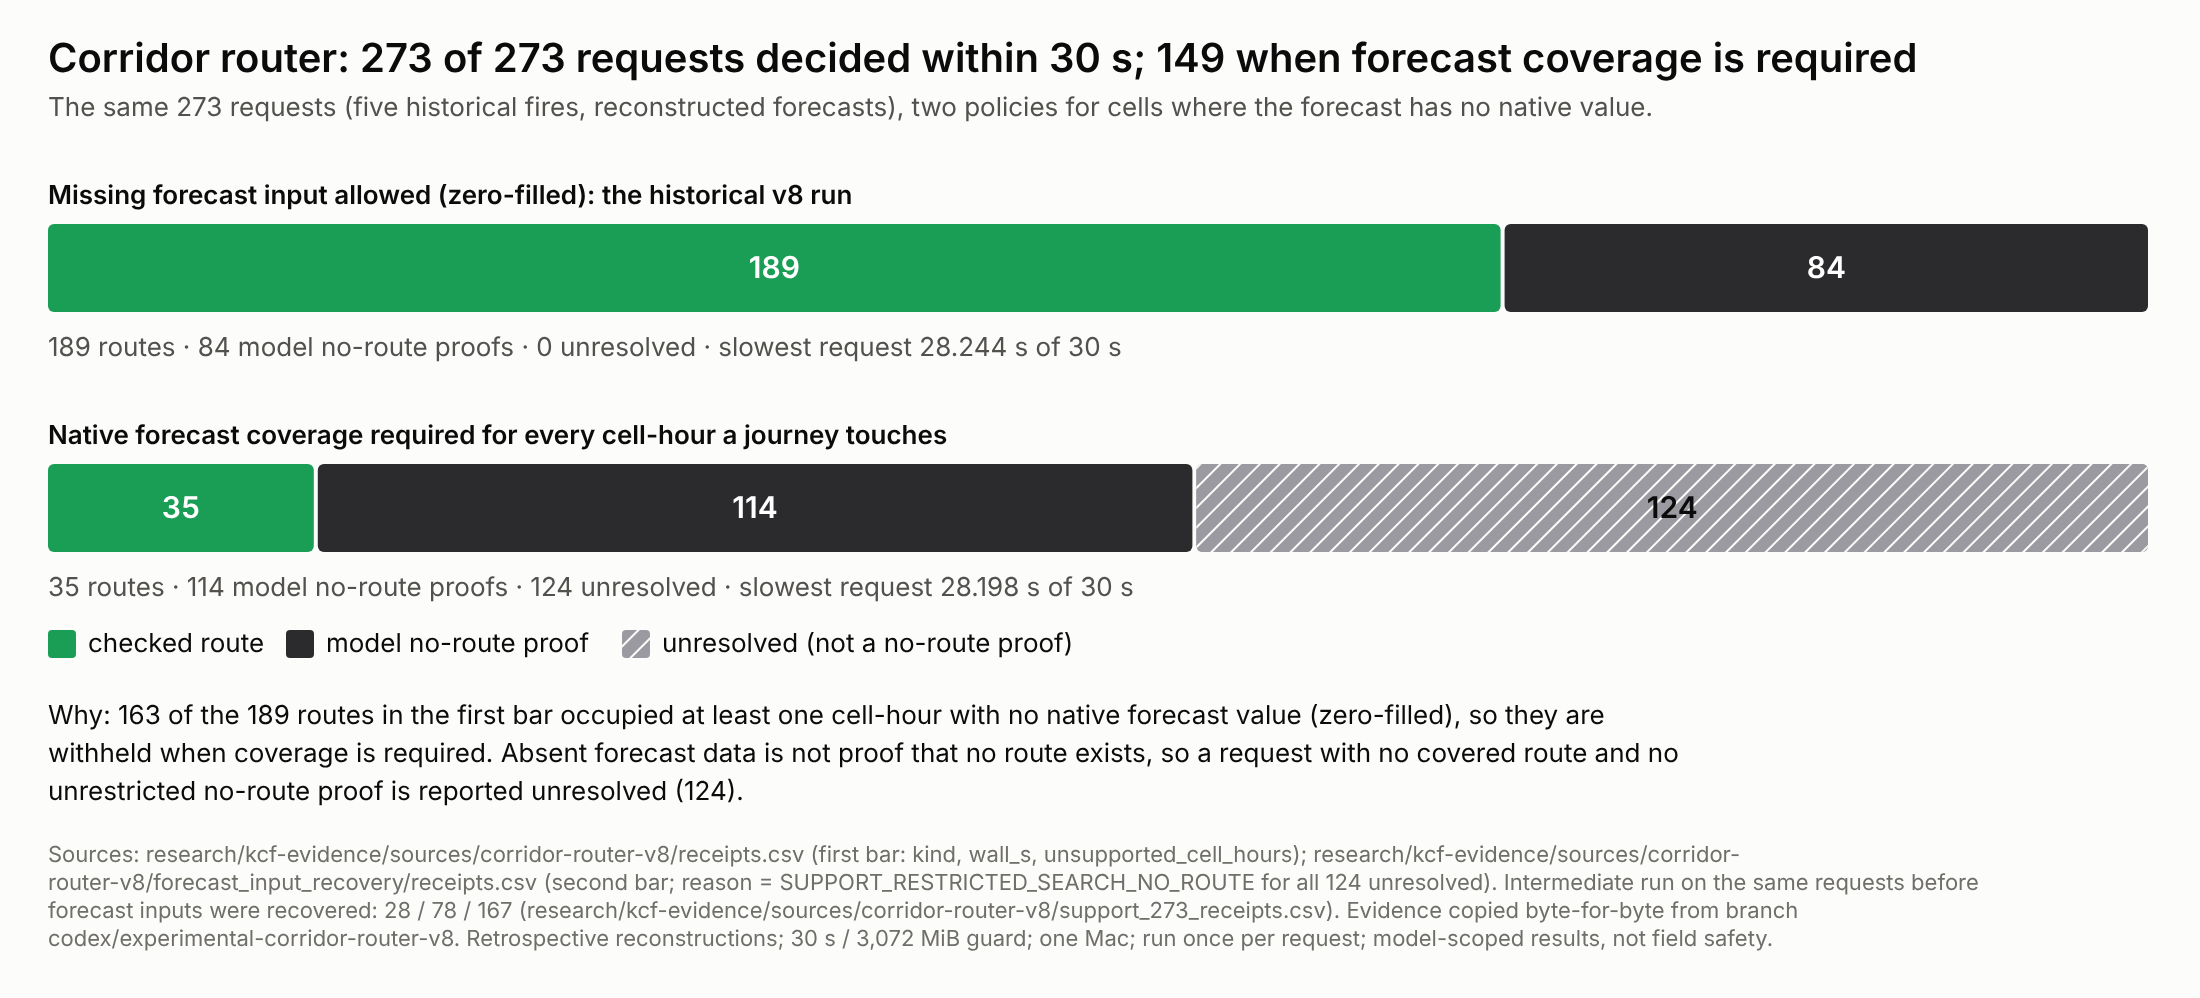 Corridor router: 273 of 273 requests decided within 30 s; 149 when forecast coverage is required
The same 273 requests (five historical fires, reconstructed forecasts), two policies for cells where the forecast has no native value.
Missing forecast input allowed (zero-filled): the historical v8 run
189 84
189 routes · 84 model no-route proofs · 0 unresolved · slowest request 28.244 s of 30 s
Native forecast coverage required for every cell-hour a journey touches
35 114 124
35 routes · 114 model no-route proofs · 124 unresolved · slowest request 28.198 s of 30 s
checked route model no-route proof unresolved (not a no-route proof)
Why: 163 of the 189 routes in the first bar occupied at least one cell-hour with no native forecast value (zero-filled), so they are
withheld when coverage is required. Absent forecast data is not proof that no route exists, so a request with no covered route and no
unrestricted no-route proof is reported unresolved (124).
Sources: research/kcf-evidence/sources/corridor-router-v8/receipts.csv (first bar: kind, wall_s, unsupported_cell_hours); research/kcf-evidence/sources/corridor-
router-v8/forecast_input_recovery/receipts.csv (second bar; reason = SUPPORT_RESTRICTED_SEARCH_NO_ROUTE for all 124 unresolved). Intermediate run on the same requests before
forecast inputs were recovered: 28 / 78 / 167 (research/kcf-evidence/sources/corridor-router-v8/support_273_receipts.csv). Evidence copied byte-for-byte from branch
codex/experimental-corridor-router-v8. Retrospective reconstructions; 30 s / 3,072 MiB guard; one Mac; run once per request; model-scoped results, not field safety.